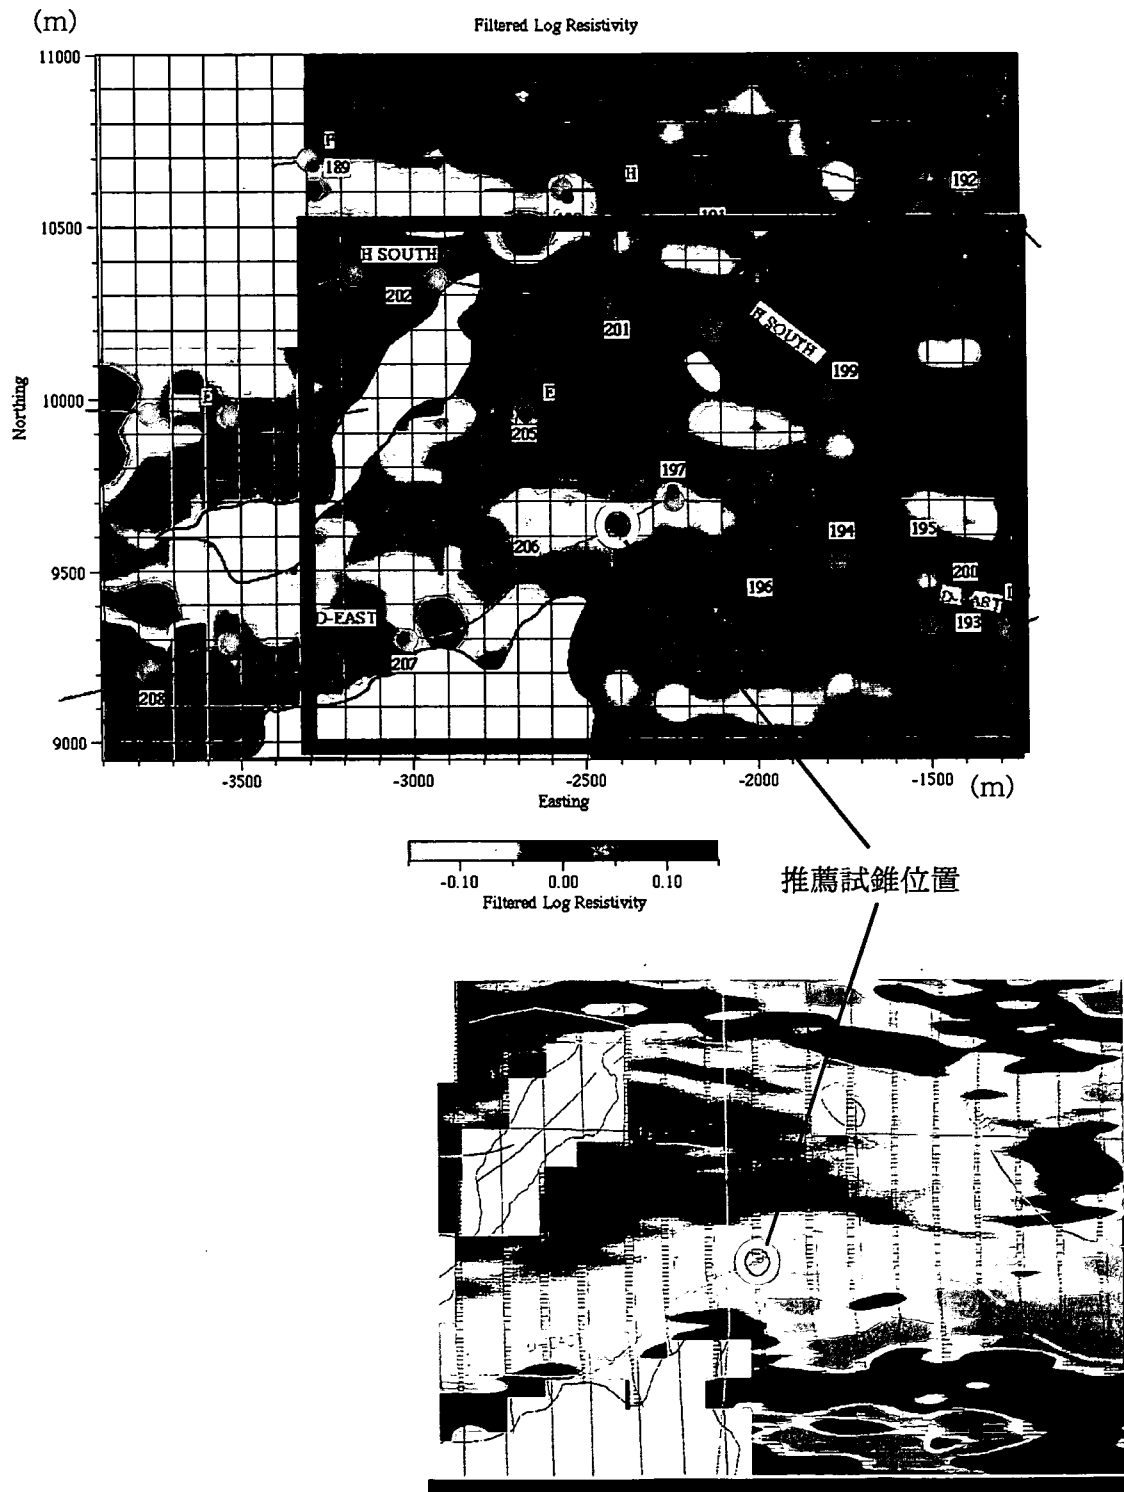 (m)
Filtered Log Resistivity
11000
10500
10000
9500
9000
Northing
189
H
192
H SOUTH
202
201
H SOUTH
199
E
E
205
197
206
194
195
196
200
D-EAST
193
D-EAST
207
208
-3500
-3000
-2500
-2000
-1500
(m)
Easting
-0.10
0.00
0.10
Filtered Log Resistivity
推薦試錐位置